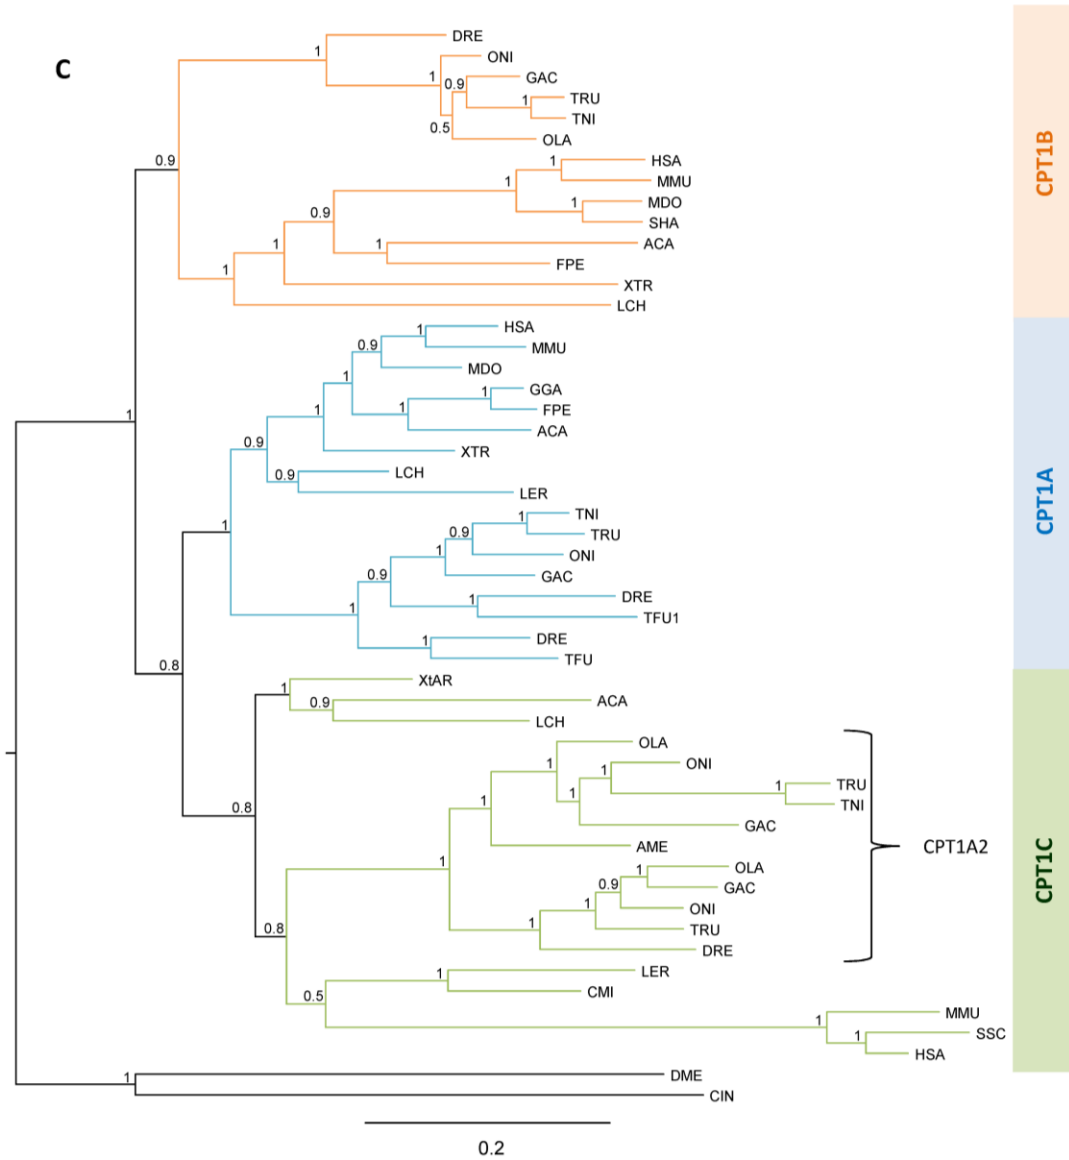 C
DRE
1
ONI
1
0.9
GAC
1
TRU
TNI
0.5
OLA
0.9
HSA
1
MMU
1
MDO
1
SHA
0.9
ACA
1
1
FPE
1
XTR
LCH
CPT1B
HSA
1
MMU
0.9
MDO
1
GGA
1
FPE
1
1
ACA
0.9
XTR
LCH
0.9
LER
TNI
1
TRU
0.9
ONI
1
1
GAC
0.9
DRE
1
1
TFU1
DRE
1
TFU
CPT1A
1
0.8
XtAR
1
ACA
0.9
LCH
OLA
ONI
1
1
TRU
1
TNI
1
1
0.8
GAC
AME
1
OLA
1
GAC
0.9
ONI
1
TRU
1
0.8
DRE
CPT1A2
LER
1
CMI
0.5
MMU
1
SSC
1
HSA
CPT1C
DME
1
CIN
0.2